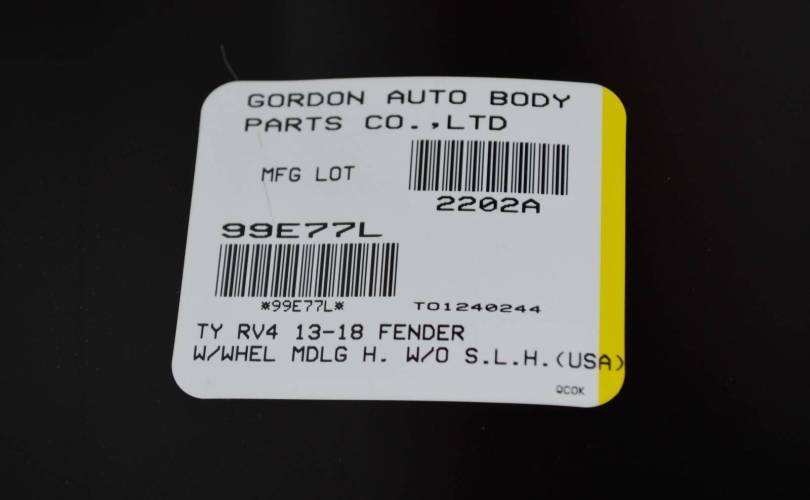 GORDON AUTO BODY
PARTS CO.,LTD
MFG LOT
2202A
99E77L
*99E77L* TO1240244
TY RV4 13-18 FENDER
W/WHEL MDLG H. W/O S.L.H.(USA)
QCOK